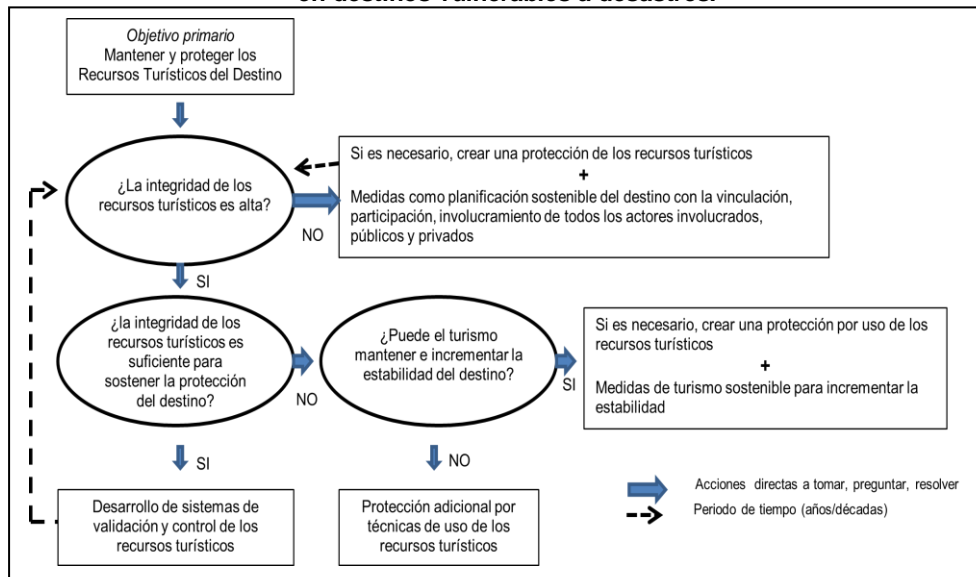 en destinos vulnerables a desastres.
Objetivo primario
Mantener y proteger los
Recursos Turísticos del Destino
¿La integridad de los
recursos turísticos es alta?
NO
Si es necesario, crear una protección de los recursos turísticos
+
Medidas como planificación sostenible del destino con la vinculación,
participación, involucramiento de todos los actores involucrados,
públicos y privados
SI
¿la integridad de los
recursos turísticos es
suficiente para
sostener la protección
del destino?
NO
¿Puede el turismo
mantener e incrementar la
estabilidad del destino?
SI
Si es necesario, crear una protección por uso de los
recursos turísticos
+
Medidas de turismo sostenible para incrementar la
estabilidad
SI
NO
Desarrollo de sistemas de
validación y control de los
recursos turísticos
Protección adicional por
técnicas de uso de los
recursos turísticos
Acciones directas a tomar, preguntar, resolver
Periodo de tiempo (años/décadas)